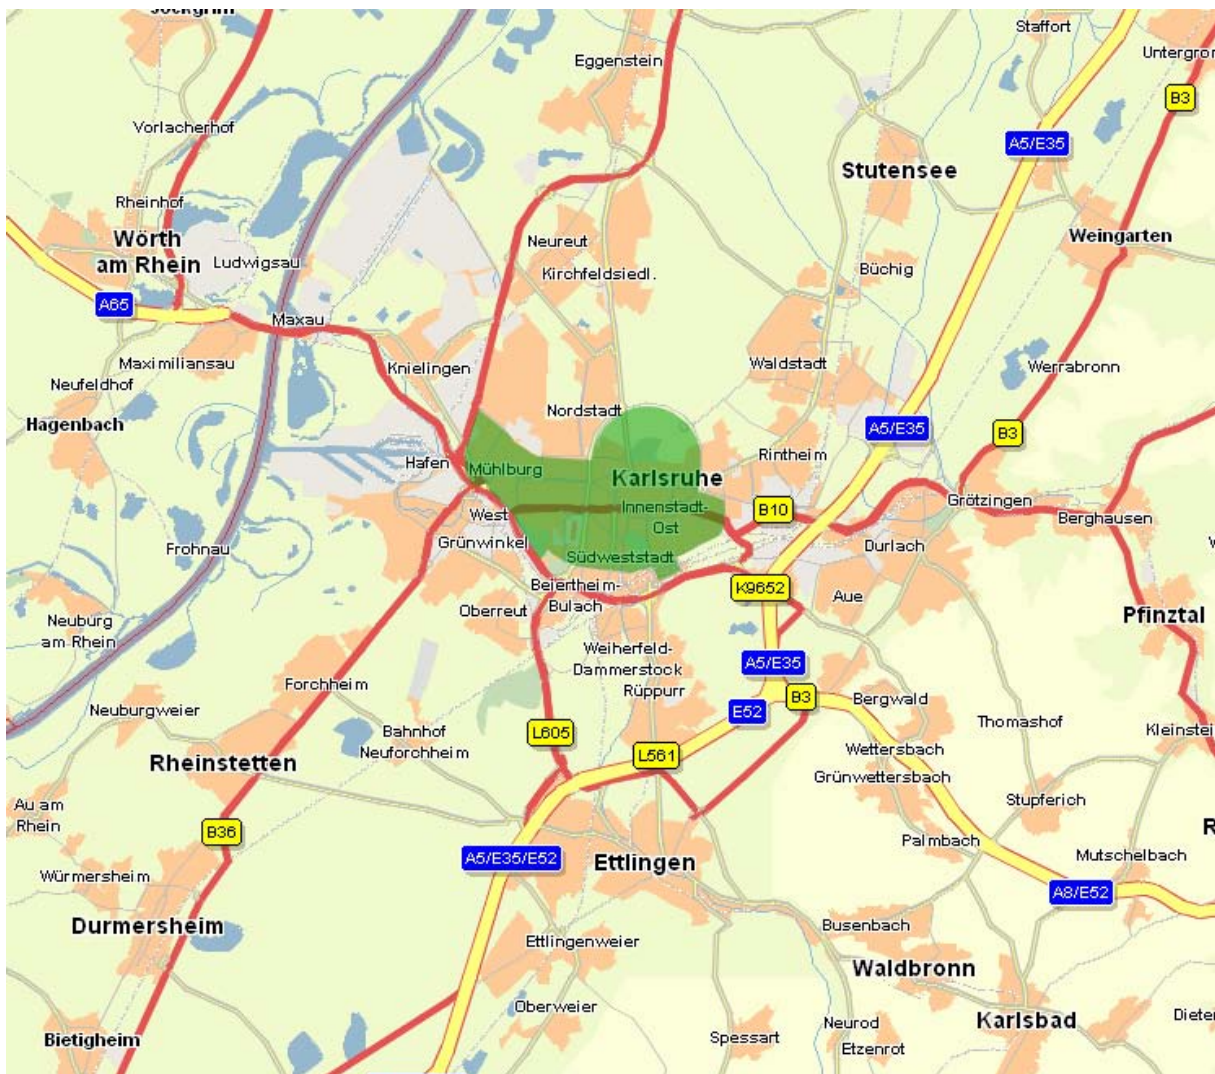 Jockgrim
Staffort
Eggenstein
Untergrom
B3
Vorlacherhof
A5/E35
Stutensee
Rheinhof
Wörth
am Rhein
Ludwigsau
Neureut
Kirchfeldsiedl.
Weingarten
Büchig
A65
Maxau
Maximiliansau
Knielingen
Waldstadt
Werrabronn
Neufeldhof
Hagenbach
Nordstadt
A5/E35
B3
Hafen
Mühlburg
Karlsruhe
Rintheim
Grötzingen
West
Innenstadt-
Ost
B10
Berghausen
Grünwinkel
Frohnau
Südweststadt
Durlach
Beiertheim-
Bulach
K9652
Aue
Oberreut
Neuburg
am Rhein
Pfinztal
Weiherfeld-
Dammerstock
Rüppurr
A5/E35
Forchheim
B3
Bergwald
Neuburgweier
E52
Bahnhof
Neuforchheim
L605
Thomashof
Kleinstei
Wettersbach
L561
Rheinstetten
Grünwettersbach
Au am
Rhein
Stupferich
B36
R
Palmbach
A5/E35/E52
Ettlingen
Mutschelbach
Würmersheim
A8/E52
Durmersheim
Busenbach
Ettlingenweier
Waldbronn
Oberweier
Karlsbad
Dieter
Bietigheim
Spessart
Neurod
Etzenrot